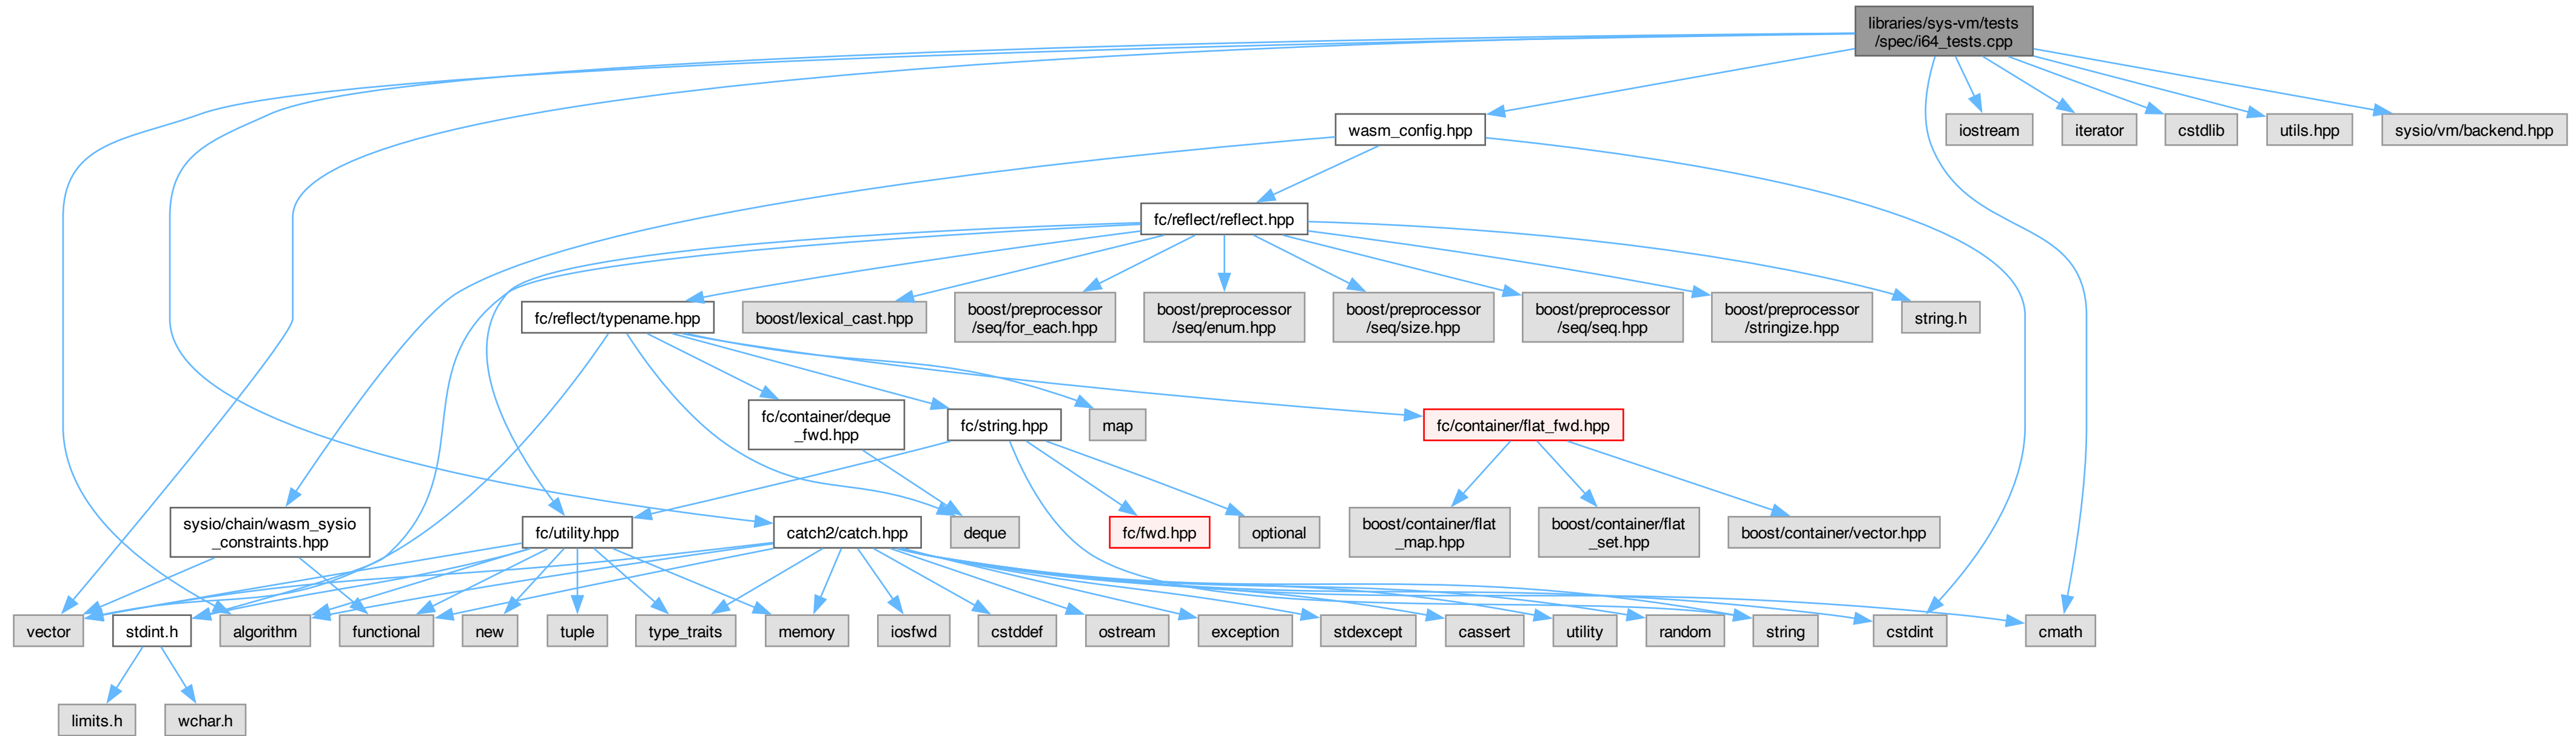 libraries/sys-vm/tests
/spec/i64_tests.cpp
wasm_config.hpp
iostream
iterator
cstdlib
utils.hpp
sysio/vm/backend.hpp
fc/reflect/reflect.hpp
fc/reflect/typename.hpp
boost/lexical_cast.hpp
boost/preprocessor
/seq/for_each.hpp
boost/preprocessor
/seq/enum.hpp
boost/preprocessor
/seq/size.hpp
boost/preprocessor
/seq/seq.hpp
boost/preprocessor
/stringize.hpp
string.h
fc/container/deque
_fwd.hpp
fc/string.hpp
map
fc/container/flat_fwd.hpp
sysio/chain/wasm_sysio
_constraints.hpp
fc/utility.hpp
catch2/catch.hpp
deque
fc/fwd.hpp
optional
boost/container/flat
_map.hpp
boost/container/flat
_set.hpp
boost/container/vector.hpp
vector
stdint.h
algorithm
functional
new
tuple
type_traits
memory
iosfwd
cstddef
ostream
exception
stdexcept
cassert
utility
random
string
cstdint
cmath
limits.h
wchar.h